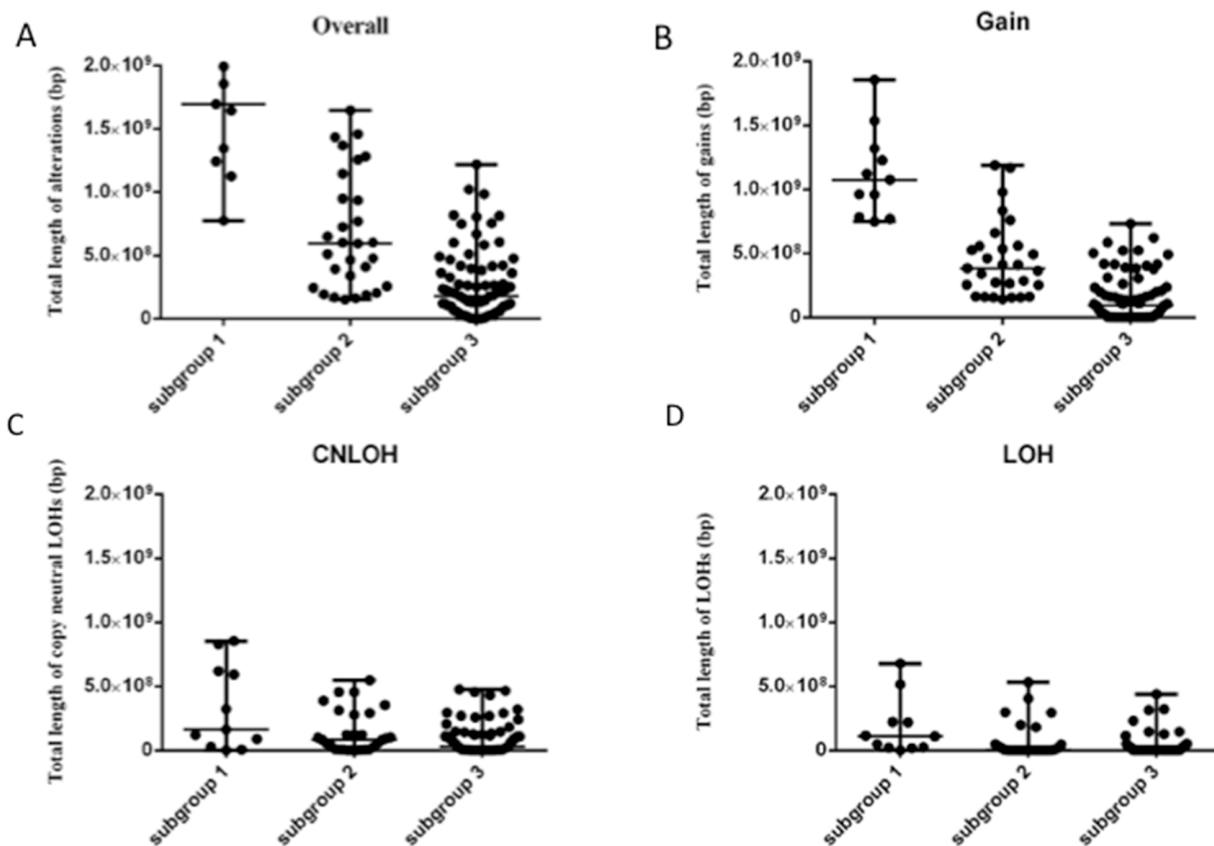 A
Overall
Total length of alterations (bp)
2.0×10⁹
1.5×10⁹
1.0×10⁹
5.0×10⁸
0
subgroup 1
subgroup 2
subgroup 3
B
Gain
Total length of gains (bp)
2.0×10⁹
1.5×10⁹
1.0×10⁹
5.0×10⁸
0
subgroup 1
subgroup 2
subgroup 3
C
CNLOH
Total length of copy neutral LOHs (bp)
2.0×10⁹
1.5×10⁹
1.0×10⁹
5.0×10⁸
0
subgroup 1
subgroup 2
subgroup 3
D
LOH
Total length of LOHs (bp)
2.0×10⁹
1.5×10⁹
1.0×10⁹
5.0×10⁸
0
subgroup 1
subgroup 2
subgroup 3